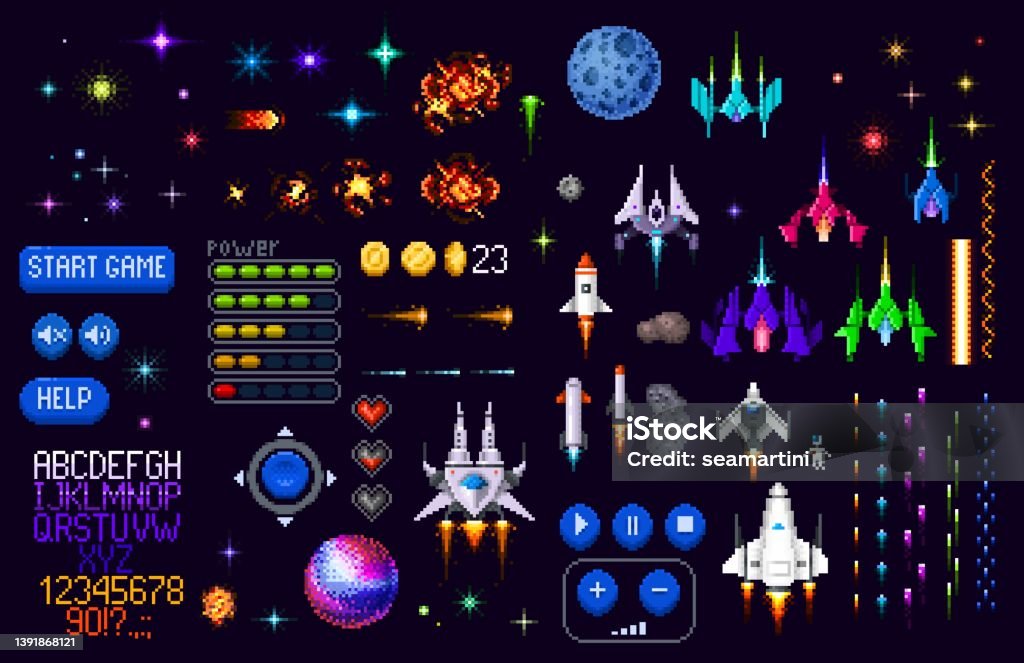 POWER
START GAME
23
HELP
iStock
Credit: seamartini
ABCDEFGH
IJKLMNOP
QRSTUVW
XYZ
12345678
90!?.,:;
1391868121